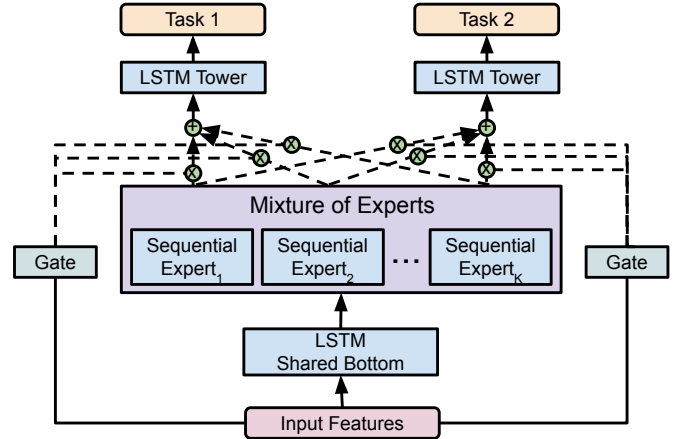 Task 1
Task 2
LSTM Tower
LSTM Tower
+
+
X
X
X
X
X
X
Mixture of Experts
Sequential
Expert1
Sequential
Expert2
...
Sequential
ExpertK
Gate
Gate
LSTM
Shared Bottom
Input Features